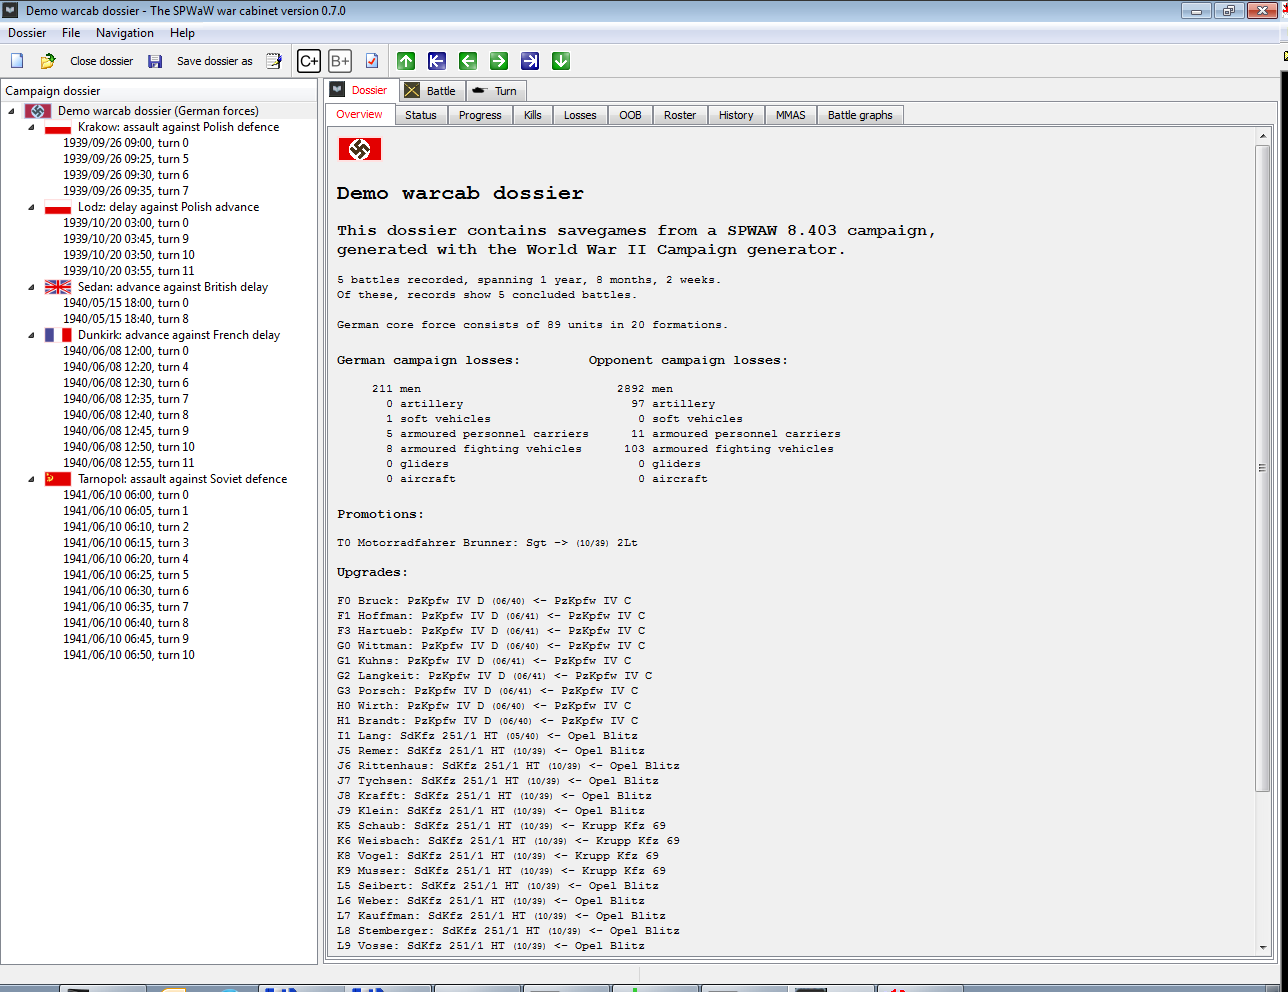 Demo warcab dossier - The SPWaW war cabinet version 0.7.0
Dossier File Navigation Help
Close dossier Save dossier as C+ B+
Campaign dossier
Demo warcab dossier (German forces)
Krakow: assault against Polish defence
1939/09/26 09:00, turn 0
1939/09/26 09:25, turn 5
1939/09/26 09:30, turn 6
1939/09/26 09:35, turn 7
Lodz: delay against Polish advance
1939/10/20 03:00, turn 0
1939/10/20 03:45, turn 9
1939/10/20 03:50, turn 10
1939/10/20 03:55, turn 11
Sedan: advance against British delay
1940/05/15 18:00, turn 0
1940/05/15 18:40, turn 8
Dunkirk: advance against French delay
1940/06/08 12:00, turn 0
1940/06/08 12:20, turn 4
1940/06/08 12:30, turn 6
1940/06/08 12:35, turn 7
1940/06/08 12:40, turn 8
1940/06/08 12:45, turn 9
1940/06/08 12:50, turn 10
1940/06/08 12:55, turn 11
Tarnopol: assault against Soviet defence
1941/06/10 06:00, turn 0
1941/06/10 06:05, turn 1
1941/06/10 06:10, turn 2
1941/06/10 06:15, turn 3
1941/06/10 06:20, turn 4
1941/06/10 06:25, turn 5
1941/06/10 06:30, turn 6
1941/06/10 06:35, turn 7
1941/06/10 06:40, turn 8
1941/06/10 06:45, turn 9
1941/06/10 06:50, turn 10
Dossier Battle Turn
Overview Status Progress Kills Losses OOB Roster History MMAS Battle graphs
Demo warcab dossier
This dossier contains savegames from a SPWAW 8.403 campaign,
generated with the World War II Campaign generator.
5 battles recorded, spanning 1 year, 8 months, 2 weeks.
Of these, records show 5 concluded battles.
German core force consists of 89 units in 20 formations.
German campaign losses: Opponent campaign losses:
211 men 2892 men
0 artillery 97 artillery
1 soft vehicles 0 soft vehicles
5 armoured personnel carriers 11 armoured personnel carriers
8 armoured fighting vehicles 103 armoured fighting vehicles
0 gliders 0 gliders
0 aircraft 0 aircraft
Promotions:
T0 Motorradfahrer Brunner: Sgt -> (10/39) 2Lt
Upgrades:
F0 Bruck: PzKpfw IV D (06/40) <- PzKpfw IV C
F1 Hoffman: PzKpfw IV D (06/41) <- PzKpfw IV C
F3 Hartueb: PzKpfw IV D (06/41) <- PzKpfw IV C
G0 Wittman: PzKpfw IV D (06/40) <- PzKpfw IV C
G1 Kuhns: PzKpfw IV D (06/41) <- PzKpfw IV C
G2 Langkeit: PzKpfw IV D (06/41) <- PzKpfw IV C
G3 Porsch: PzKpfw IV D (06/41) <- PzKpfw IV C
H0 Wirth: PzKpfw IV D (06/40) <- PzKpfw IV C
H1 Brandt: PzKpfw IV D (06/40) <- PzKpfw IV C
I1 Lang: SdKfz 251/1 HT (05/40) <- Opel Blitz
J5 Remer: SdKfz 251/1 HT (10/39) <- Opel Blitz
J6 Rittenhaus: SdKfz 251/1 HT (10/39) <- Opel Blitz
J7 Tychsen: SdKfz 251/1 HT (10/39) <- Opel Blitz
J8 Krafft: SdKfz 251/1 HT (10/39) <- Opel Blitz
J9 Klein: SdKfz 251/1 HT (10/39) <- Opel Blitz
K5 Schaub: SdKfz 251/1 HT (10/39) <- Krupp Kfz 69
K6 Weisbach: SdKfz 251/1 HT (10/39) <- Krupp Kfz 69
K8 Vogel: SdKfz 251/1 HT (10/39) <- Krupp Kfz 69
K9 Musser: SdKfz 251/1 HT (10/39) <- Krupp Kfz 69
L5 Seibert: SdKfz 251/1 HT (10/39) <- Opel Blitz
L6 Weber: SdKfz 251/1 HT (10/39) <- Opel Blitz
L7 Kauffman: SdKfz 251/1 HT (10/39) <- Opel Blitz
L8 Stemberger: SdKfz 251/1 HT (10/39) <- Opel Blitz
L9 Vosse: SdKfz 251/1 HT (10/39) <- Opel Blitz